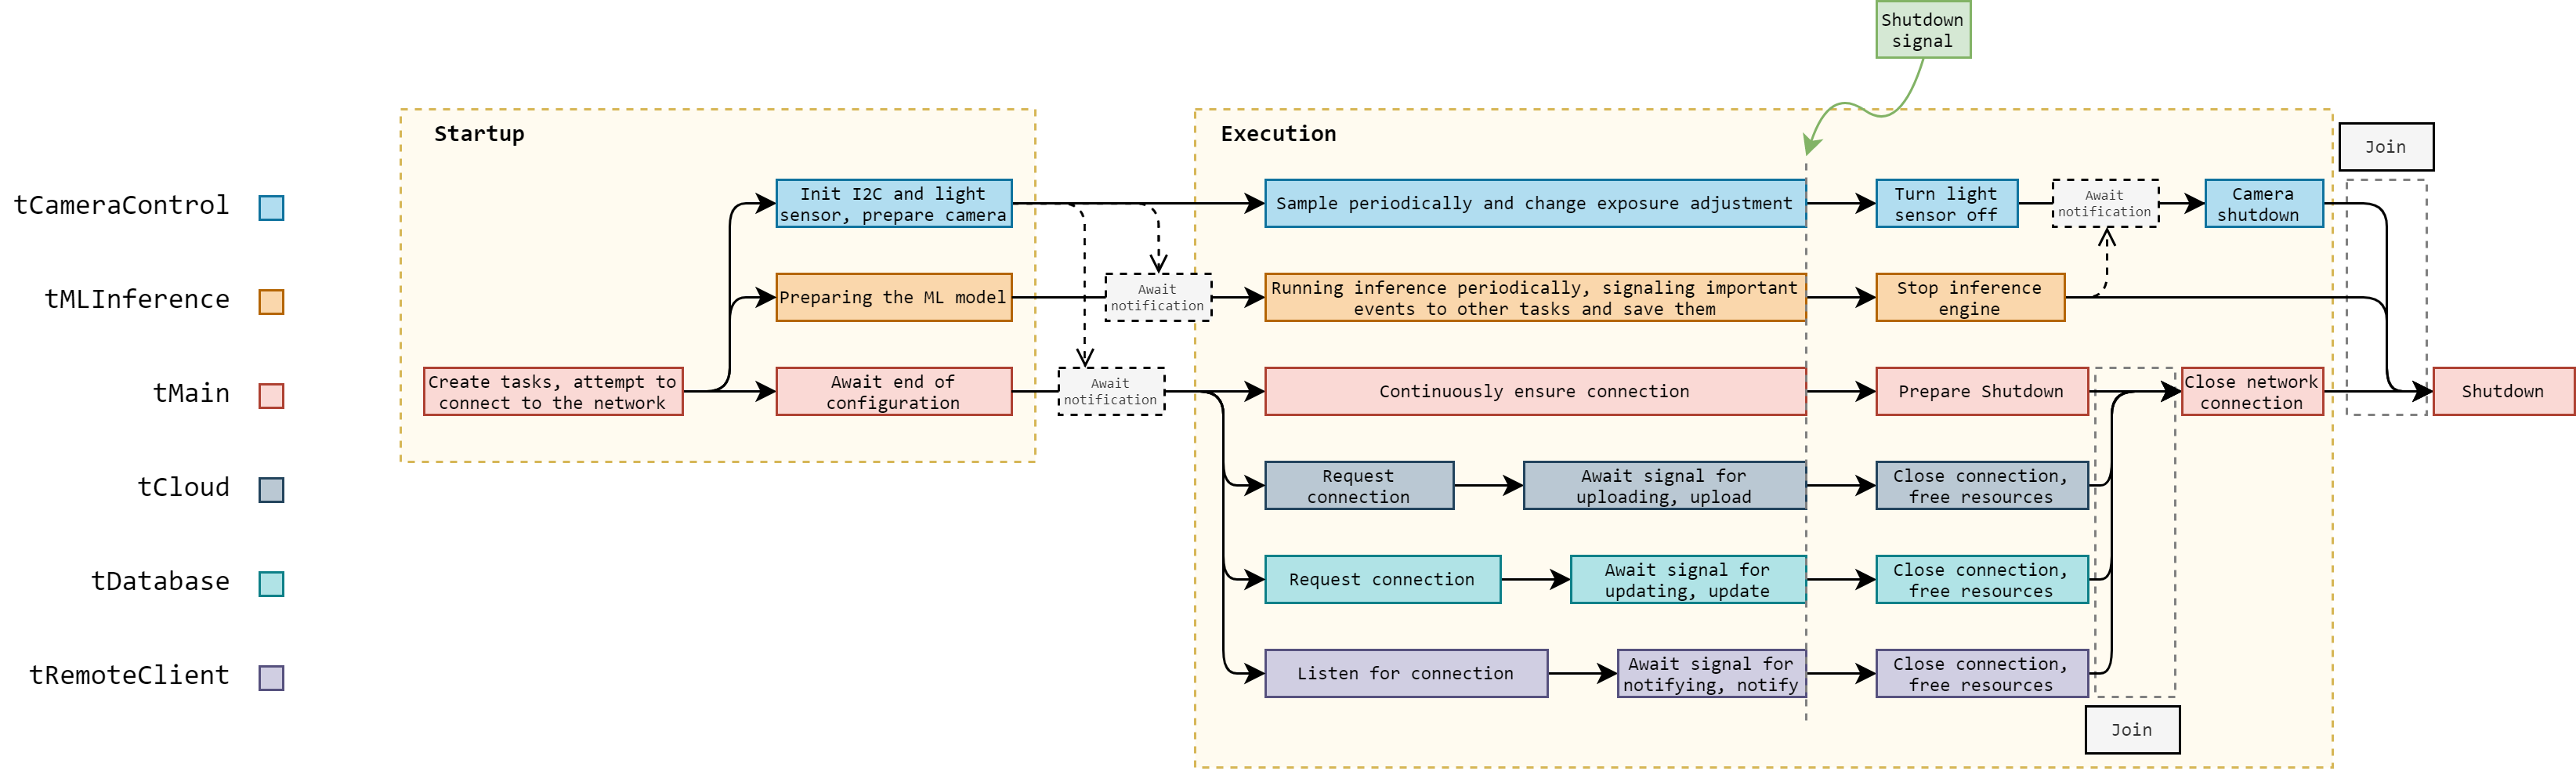 Shutdown
signal
Startup
Execution
Join
tCameraControl
Init I2C and light
sensor, prepare camera
Sample periodically and change exposure adjustment
Turn light
sensor off
Await
notification
Camera
shutdown
tMLInference
Preparing the ML model
Await
notification
Running inference periodically, signaling important
events to other tasks and save them
Stop inference
engine
tMain
Create tasks, attempt to
connect to the network
Await end of
configuration
Await
notification
Continuously ensure connection
Prepare Shutdown
Close network
connection
Shutdown
tCloud
Request
connection
Await signal for
uploading, upload
Close connection,
free resources
tDatabase
Request connection
Await signal for
updating, update
Close connection,
free resources
tRemoteClient
Listen for connection
Await signal for
notifying, notify
Close connection,
free resources
Join